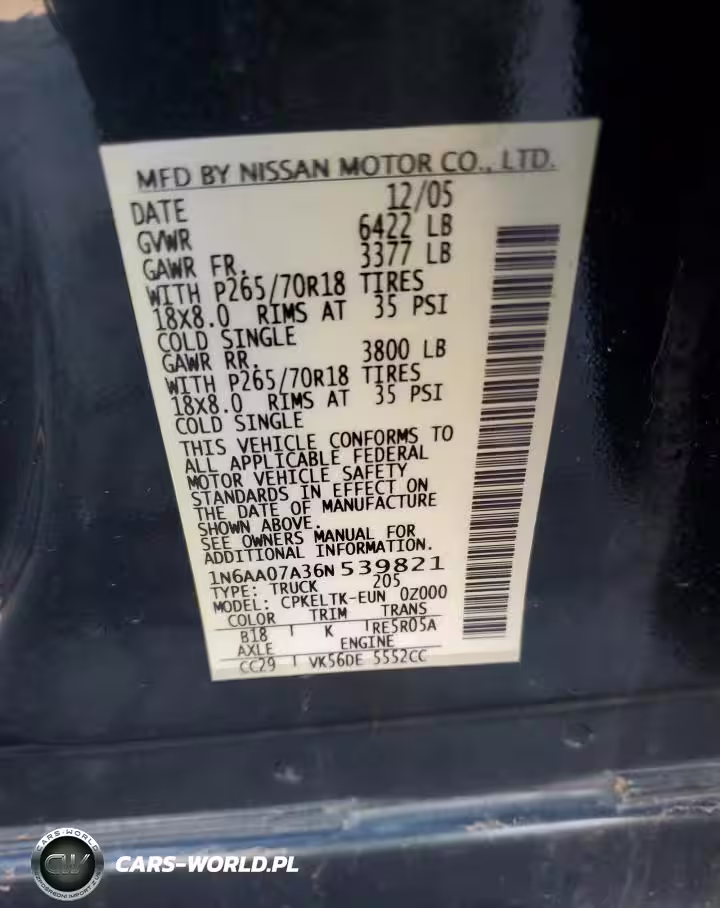 MFD BY NISSAN MOTOR CO., LTD.
DATE 12/05
GVWR 6422 LB
GAWR FR. 3377 LB
WITH P265/70R18 TIRES
18X8.0 RIMS AT 35 PSI
COLD SINGLE
GAWR RR. 3800 LB
WITH P265/70R18 TIRES
18X8.0 RIMS AT 35 PSI
COLD SINGLE
THIS VEHICLE CONFORMS TO
ALL APPLICABLE FEDERAL
MOTOR VEHICLE SAFETY
STANDARDS IN EFFECT ON
THE DATE OF MANUFACTURE
SHOWN ABOVE.
SEE OWNERS MANUAL FOR
ADDITIONAL INFORMATION.
1N6AA07A36N539821
TYPE: TRUCK 205
MODEL: CPKELTK-EUN 0Z000
COLOR TRIM TRANS
B18 K RE5R05A
AXLE ENGINE
CC29 VK56DE 5552CC
CARS-WORLD
CW
CARS-WORLD.PL